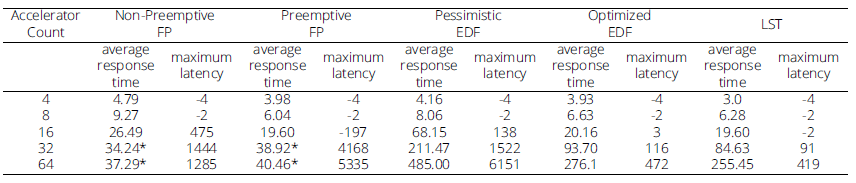 Accelerator Non-Preemptive Preemptive Pessimistic Optimized LST
Count FP FP EDF EDF
average maximum average maximum average maximum average maximum average maximum
response latency response latency response latency response latency response latency
time time time time time
4 4.79 -4 3.98 -4 4.16 -4 3.93 -4 3.0 -4
8 9.27 -2 6.04 -2 8.06 -2 6.63 -2 6.28 -2
16 26.49 475 19.60 -197 68.15 138 20.16 3 19.60 -2
32 34.24* 1444 38.92* 4168 211.47 1522 93.70 116 84.63 91
64 37.29* 1285 40.46* 5335 485.00 6151 276.1 472 255.45 419